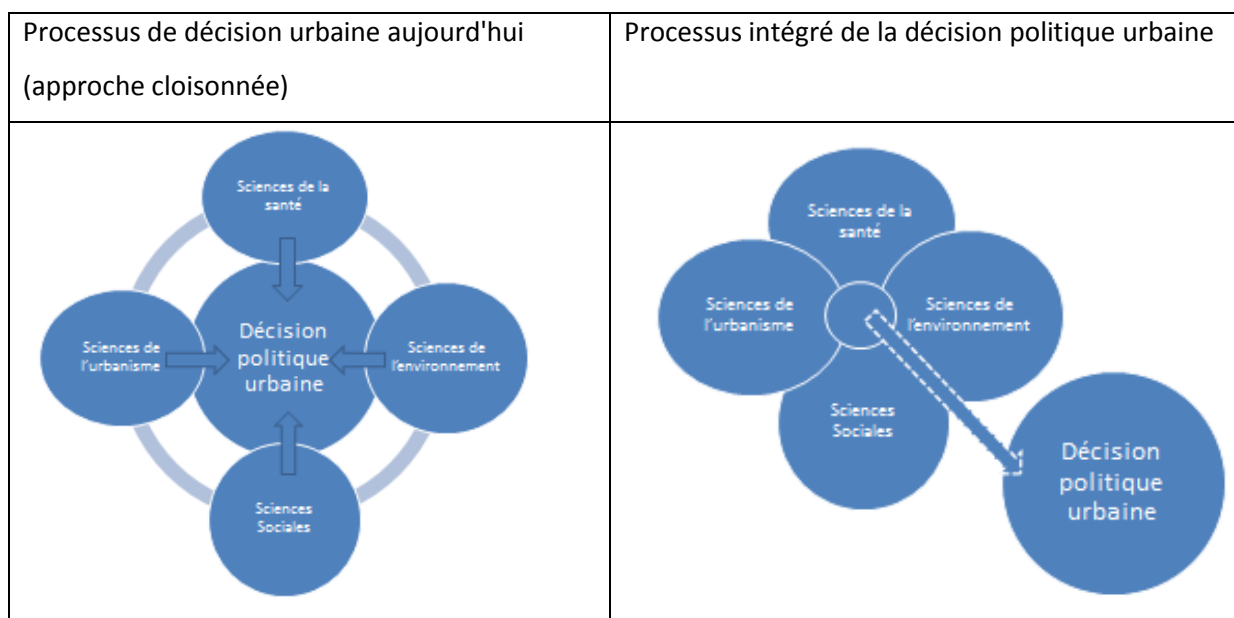 Processus de décision urbaine aujourd'hui
(approche cloisonnée)
Processus intégré de la décision politique urbaine
Sciences de la
santé
Sciences de
l'urbanisme
Décision
politique
urbaine
Sciences de
l'environnement
Sciences
Sociales
Sciences de la
santé
Sciences de
l'urbanisme
Sciences de
l'environnement
Sciences
Sociales
Décision
politique
urbaine